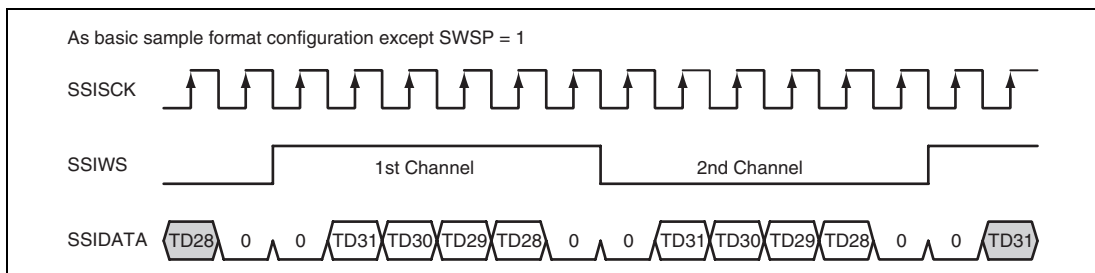 As basic sample format configuration except SWSP = 1
SSISCK
SSIWS 1st Channel 2nd Channel
SSIDATA TD28 0 0 TD31 TD30 TD29 TD28 0 0 TD31 TD30 TD29 TD28 0 0 TD31